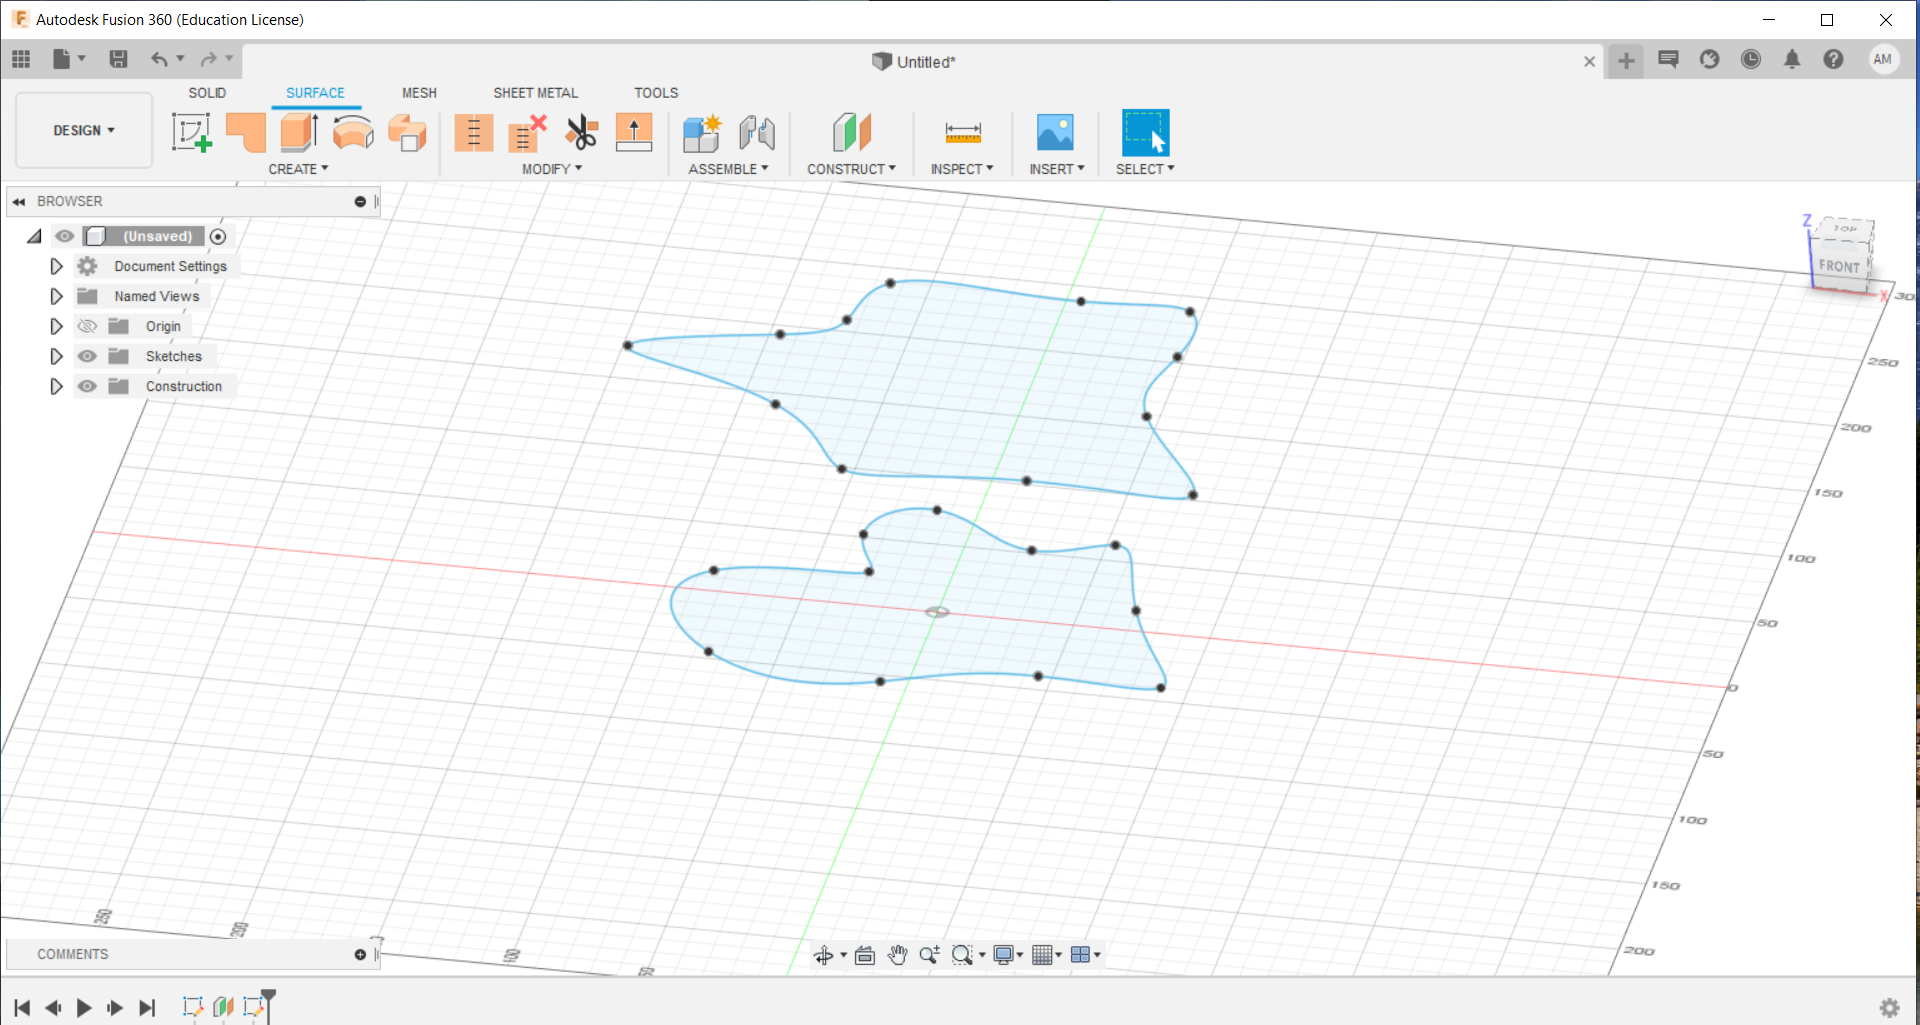 Autodesk Fusion 360 (Education License)
Untitled*
AM
SOLID SURFACE MESH SHEET METAL TOOLS
DESIGN
CREATE MODIFY ASSEMBLE CONSTRUCT INSPECT INSERT SELECT
BROWSER
(Unsaved)
Document Settings
Named Views
Origin
Sketches
Construction
Z
TOP
FRONT
X
250
200
150
100
50
0
50
100
150
200
250
200
100
50
COMMENTS